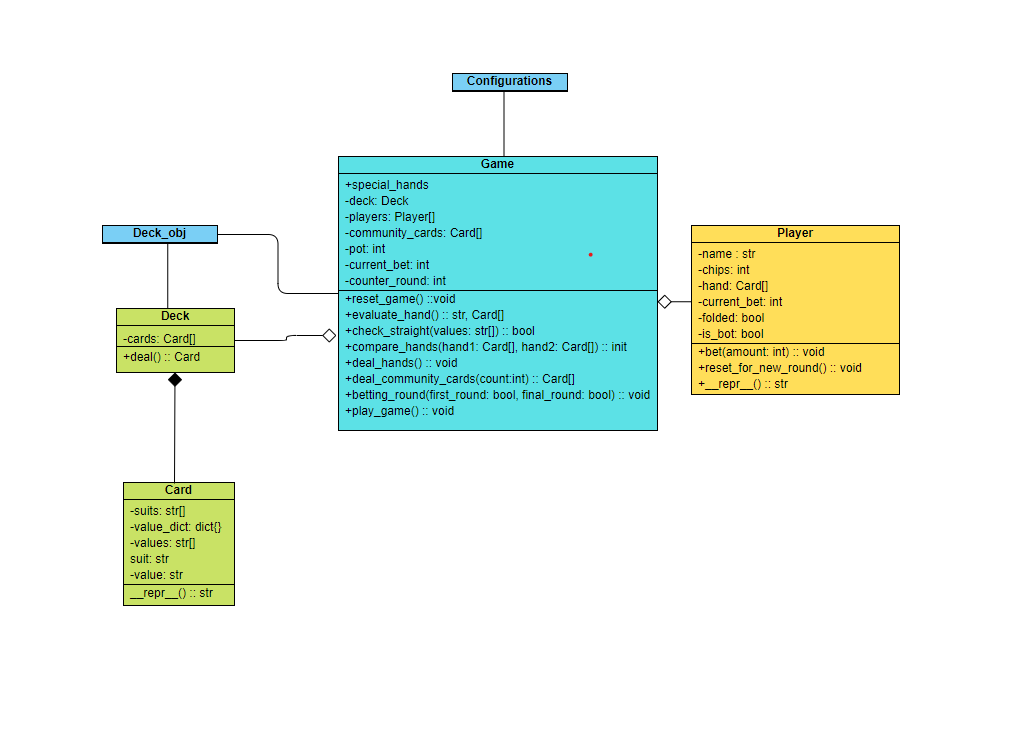 Configurations
Game
+special_hands
-deck: Deck
-players: Player[]
-community_cards: Card[]
-pot: int
-current_bet: int
-counter_round: int
+reset_game() ::void
+evaluate_hand() :: str, Card[]
+check_straight(values: str[]) :: bool
+compare_hands(hand1: Card[], hand2: Card[]) :: init
+deal_hands() :: void
+deal_community_cards(count:int) :: Card[]
+betting_round(first_round: bool, final_round: bool) :: void
+play_game() :: void
Deck_obj
Deck
-cards: Card[]
+deal() :: Card
Player
-name : str
-chips: int
-hand: Card[]
-current_bet: int
-folded: bool
-is_bot: bool
+bet(amount: int) :: void
+reset_for_new_round() :: void
+__repr__() :: str
Card
-suits: str[]
-value_dict: dict{}
-values: str[]
suit: str
-value: str
__repr__() :: str